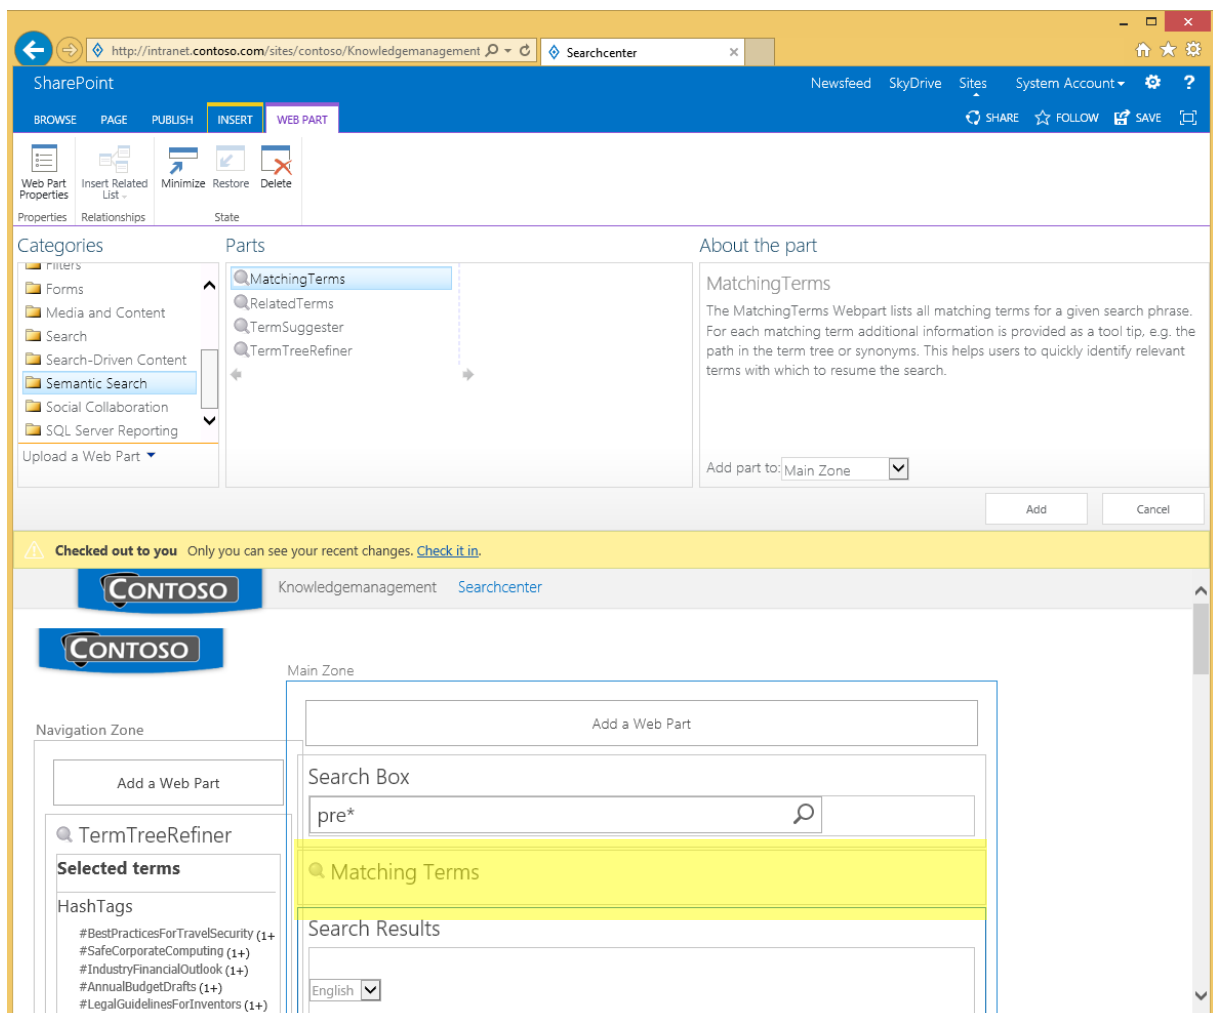 http://intranet.contoso.com/sites/contoso/Knowledgemanagement
Searchcenter
SharePoint
Newsfeed SkyDrive Sites System Account
BROWSE PAGE PUBLISH INSERT WEB PART
SHARE FOLLOW SAVE
Web Part Properties
Insert Related List
Minimize Restore Delete
Properties Relationships State
Categories
Filters
Forms
Media and Content
Search
Search-Driven Content
Semantic Search
Social Collaboration
SQL Server Reporting
Upload a Web Part
Parts
MatchingTerms
RelatedTerms
TermSuggester
TermTreeRefiner
About the part
MatchingTerms
The MatchingTerms Webpart lists all matching terms for a given search phrase.
For each matching term additional information is provided as a tool tip, e.g. the
path in the term tree or synonyms. This helps users to quickly identify relevant
terms with which to resume the search.
Add part to: Main Zone
Add Cancel
Checked out to you Only you can see your recent changes. Check it in.
CONTOSO Knowledgemanagement Searchcenter
CONTOSO
Navigation Zone
Add a Web Part
TermTreeRefiner
Selected terms
HashTags
#BestPracticesForTravelSecurity (1+
#SafeCorporateComputing (1+)
#IndustryFinancialOutlook (1+)
#AnnualBudgetDrafts (1+)
#LegalGuidelinesForInventors (1+)
Main Zone
Add a Web Part
Search Box
pre*
Matching Terms
Search Results
English